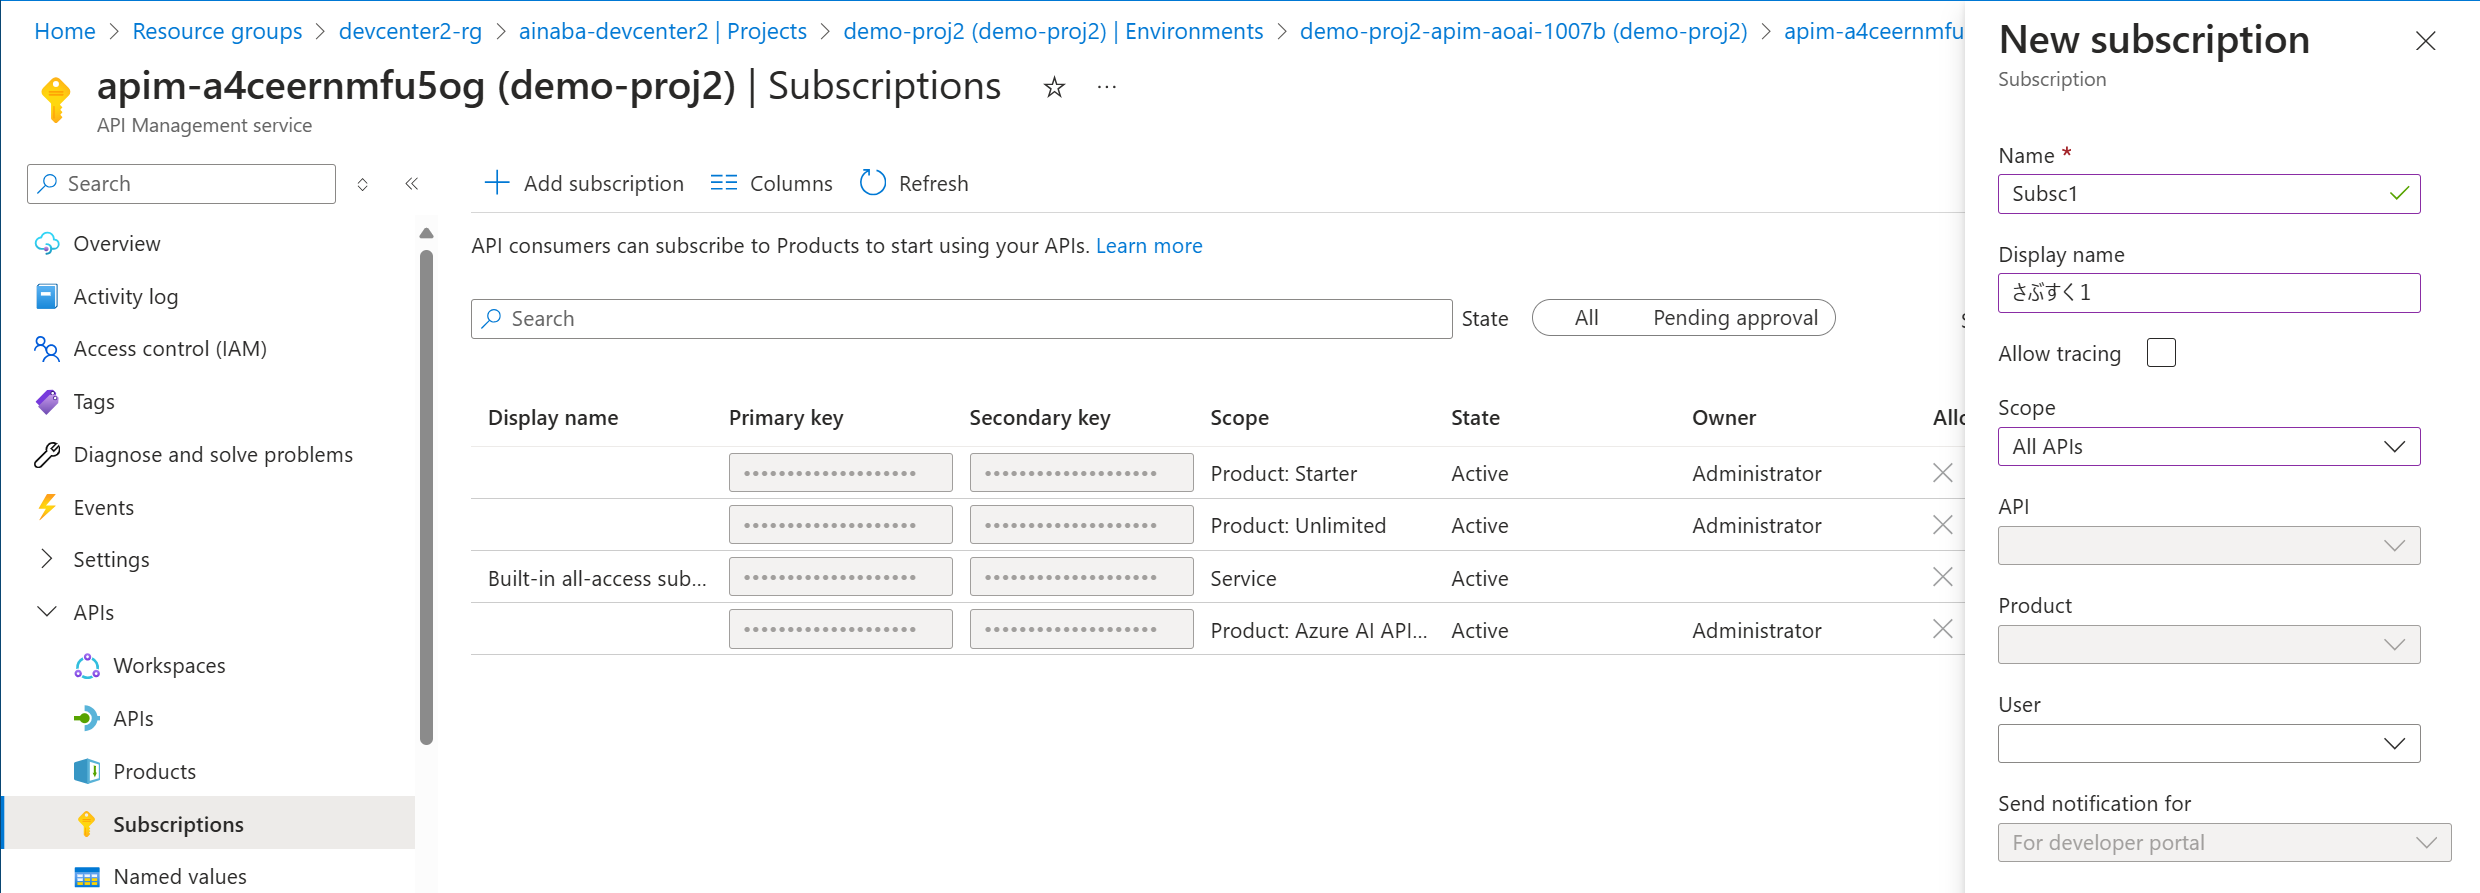 Home > Resource groups > devcenter2-rg > ainaba-devcenter2 | Projects > demo-proj2 (demo-proj2) | Environments > demo-proj2-apim-aoai-1007b (demo-proj2) > apim-a4ceernmfu
apim-a4ceernmfu5og (demo-proj2) | Subscriptions
API Management service
Search
Overview
Activity log
Access control (IAM)
Tags
Diagnose and solve problems
Events
Settings
APIs
Workspaces
APIs
Products
Subscriptions
Named values
Add subscription Columns Refresh
API consumers can subscribe to Products to start using your APIs. Learn more
Search State All Pending approval
Display name Primary key Secondary key Scope State Owner
Product: Starter Active Administrator
Product: Unlimited Active Administrator
Built-in all-access sub... Service Active
Product: Azure AI API... Active Administrator
New subscription
Subscription
Name *
Subsc1
Display name
さぶすく1
Allow tracing
Scope
All APIs
API
Product
User
Send notification for
For developer portal